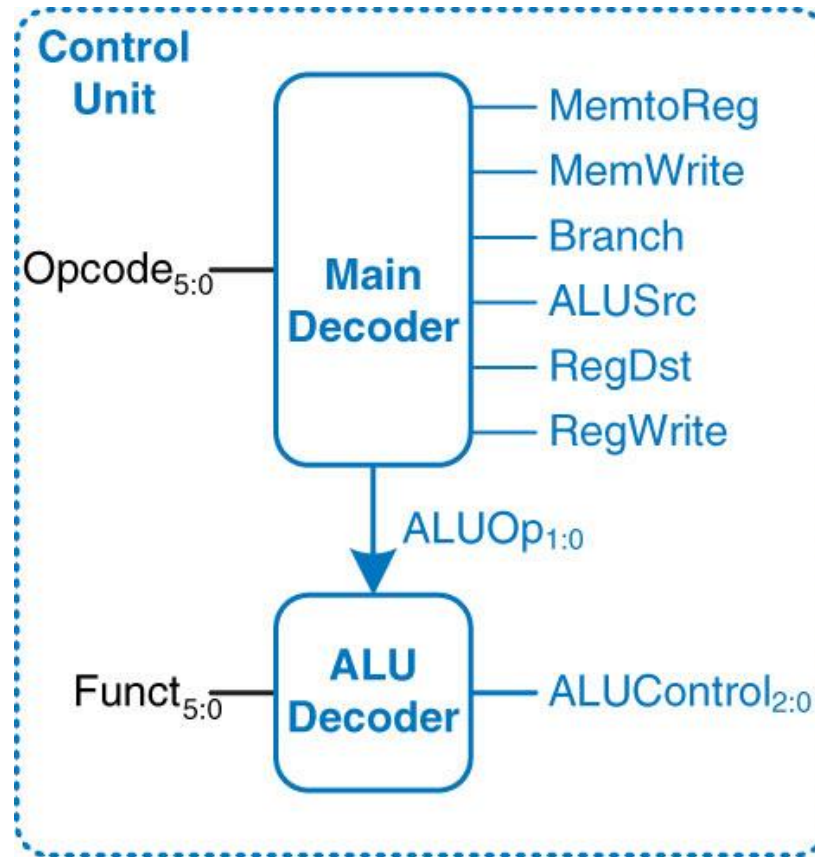 Control
Unit
MemtoReg
MemWrite
Branch
Opcode5:0
Main
Decoder
ALUSrc
RegDst
RegWrite
ALUOp1:0
Funct5:0
ALU
Decoder
ALUControl2:0